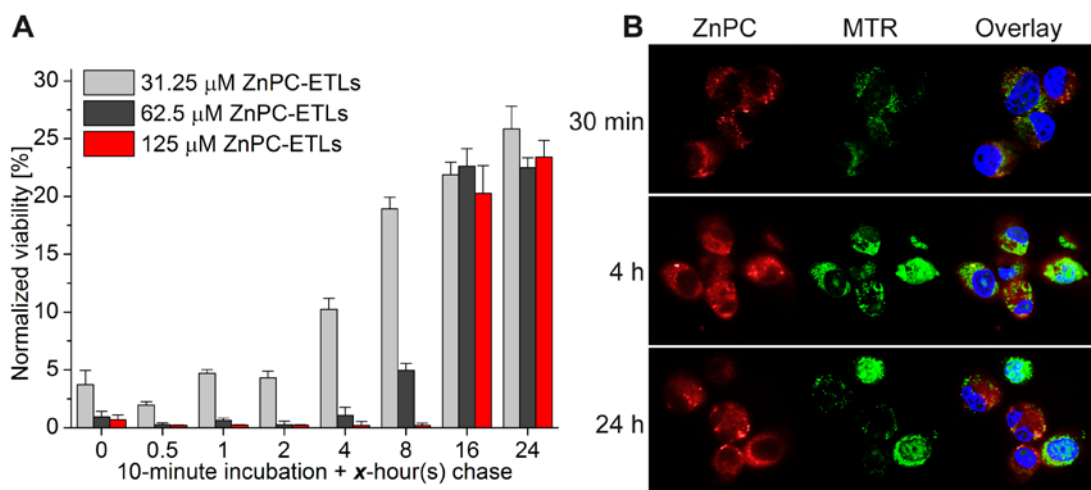 A
Normalized viability [%]
30
25
20
15
10
5
0
31.25 μM ZnPC-ETLs
62.5 μM ZnPC-ETLs
125 μM ZnPC-ETLs
0 0.5 1 2 4 8 16 24
10-minute incubation + x-hour(s) chase
B
ZnPC MTR Overlay
30 min
4 h
24 h